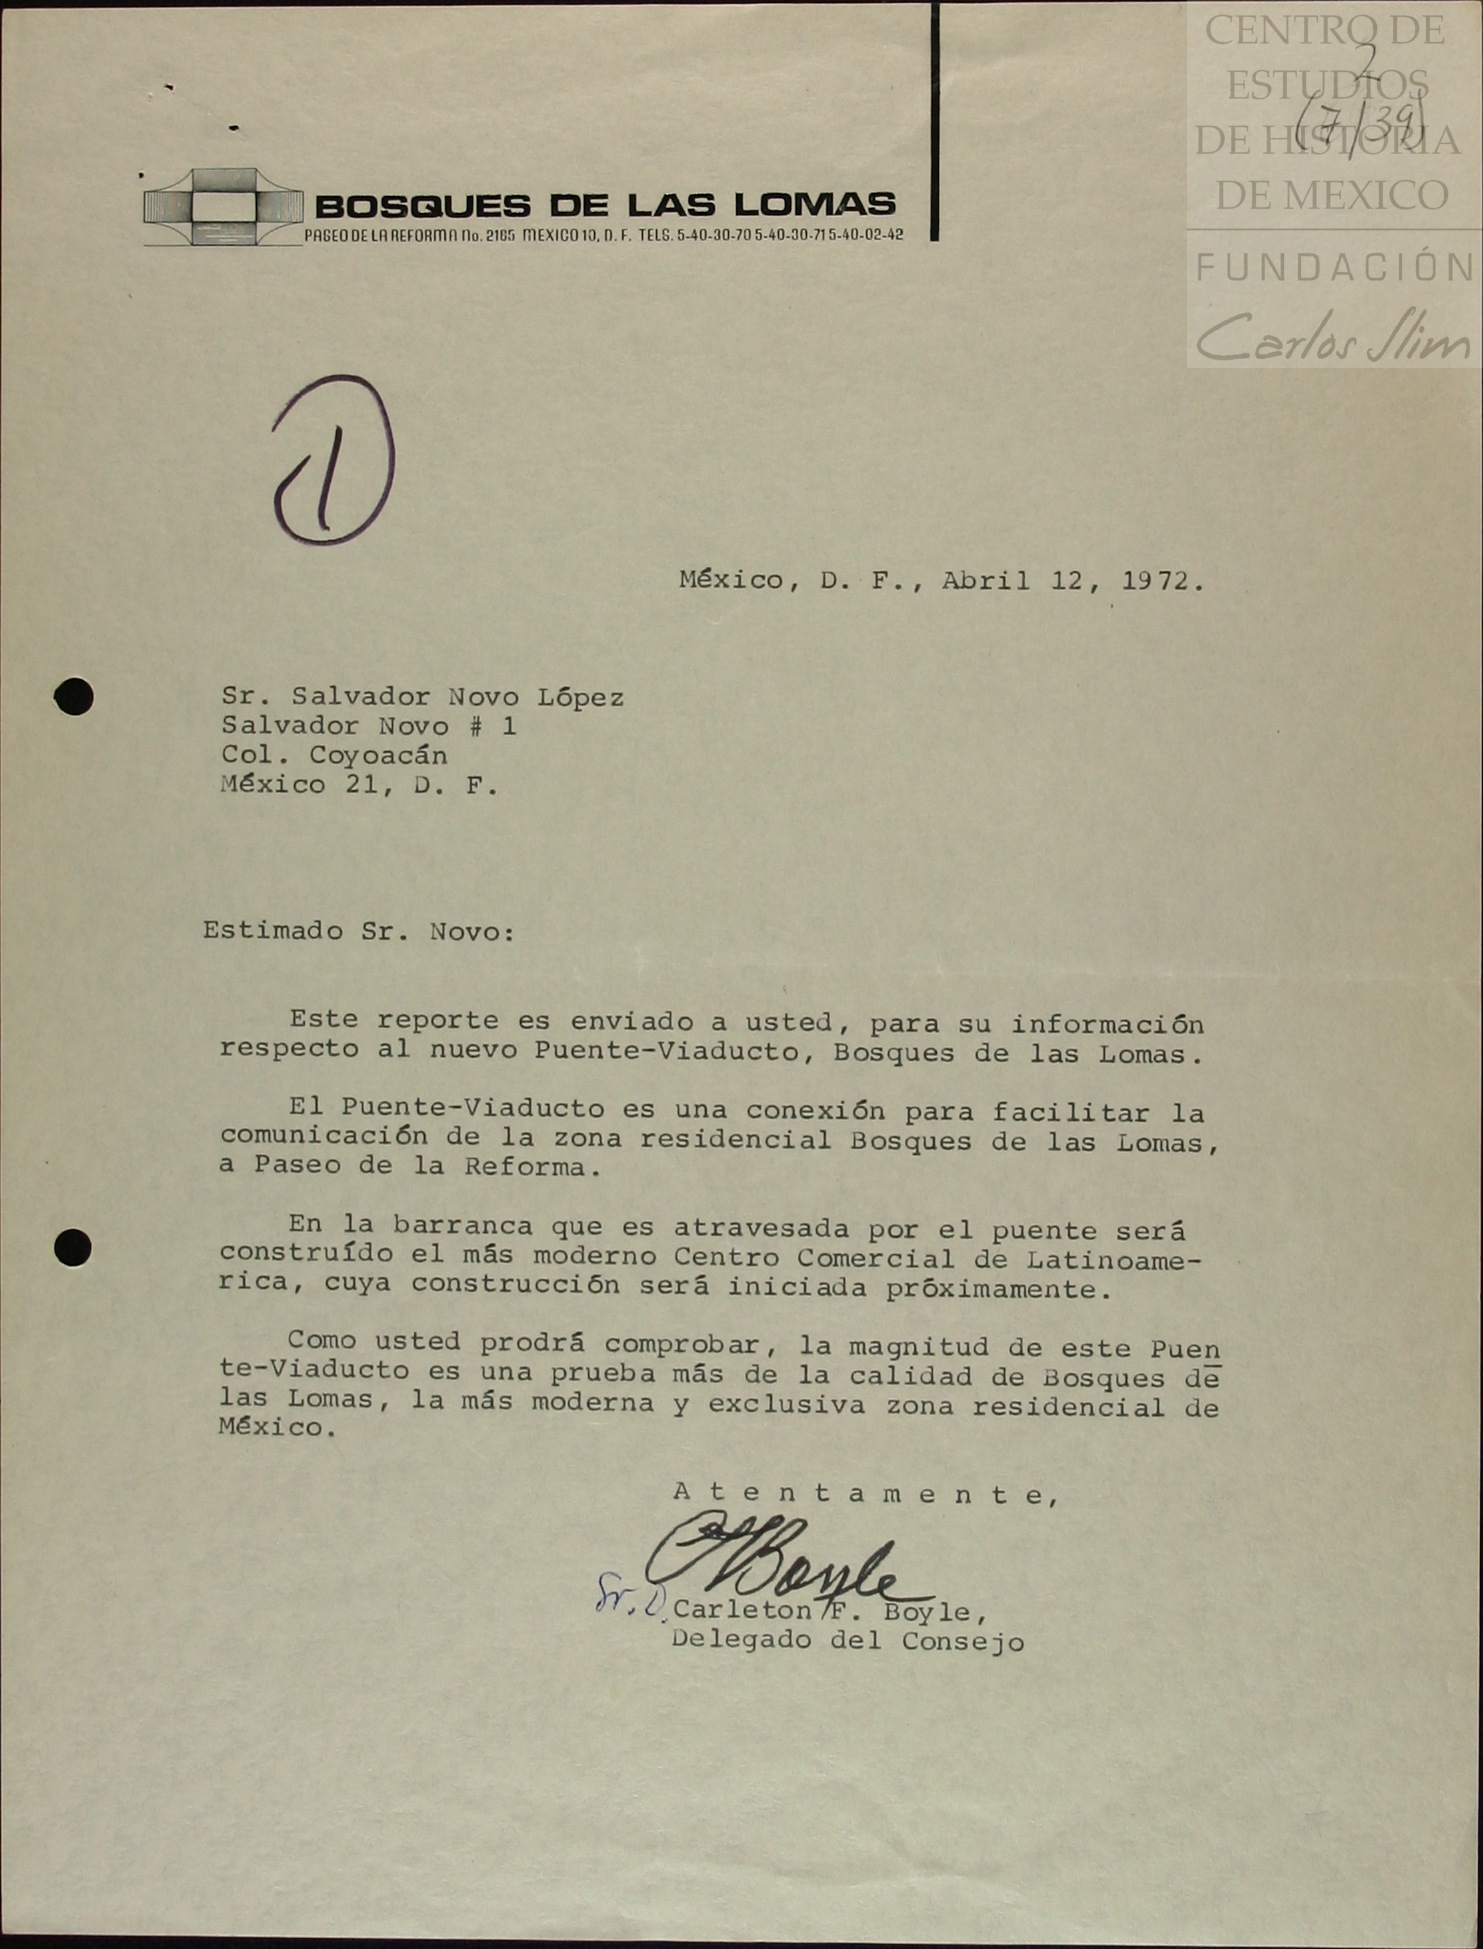 CENTRO DE
ESTUDIOS
DE HISTORIA
DE MEXICO
FUNDACIÓN
Carlos Slim
2
(7/39)
BOSQUES DE LAS LOMAS
PASEO DE LA REFORMA No. 2185 MEXICO 10, D. F. TELS. 5-40-30-70 5-40-30-71 5-40-02-42
1
México, D. F., Abril 12, 1972.
Sr. Salvador Novo López
Salvador Novo # 1
Col. Coyoacán
México 21, D. F.
Estimado Sr. Novo:
Este reporte es enviado a usted, para su información
respecto al nuevo Puente-Viaducto, Bosques de las Lomas.
El Puente-Viaducto es una conexión para facilitar la
comunicación de la zona residencial Bosques de las Lomas,
a Paseo de la Reforma.
En la barranca que es atravesada por el puente será
construído el más moderno Centro Comercial de Latinoame-
rica, cuya construcción será iniciada próximamente.
Como usted prodrá comprobar, la magnitud de este Puen
te-Viaducto es una prueba más de la calidad de Bosques de
las Lomas, la más moderna y exclusiva zona residencial de
México.
A t e n t a m e n t e,
CF Boyle
Sr. D. Carleton F. Boyle,
Delegado del Consejo